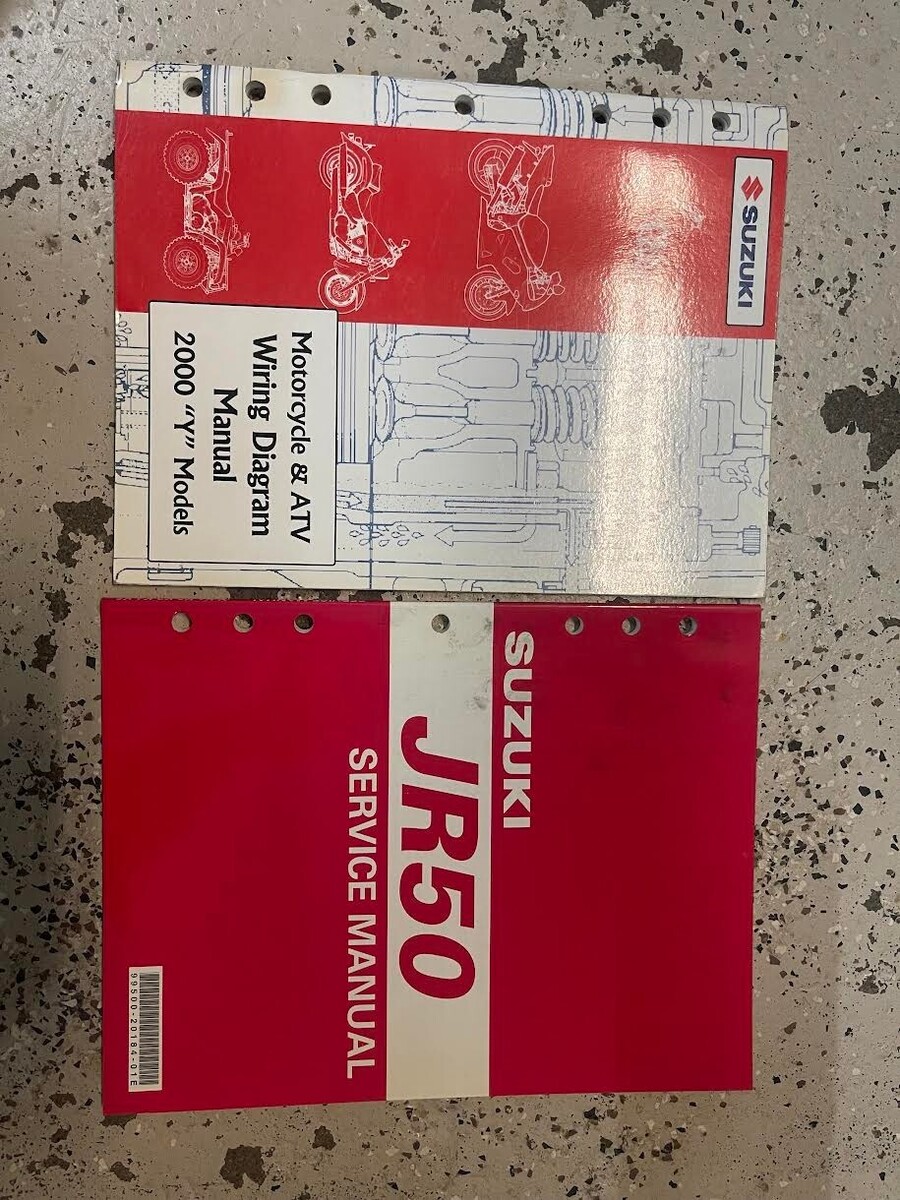 SUZUKI
Motorcycle & ATV
Wiring Diagram
Manual
2000 "Y" Models
SUZUKI
JR50
SERVICE MANUAL
99500-20184-01E